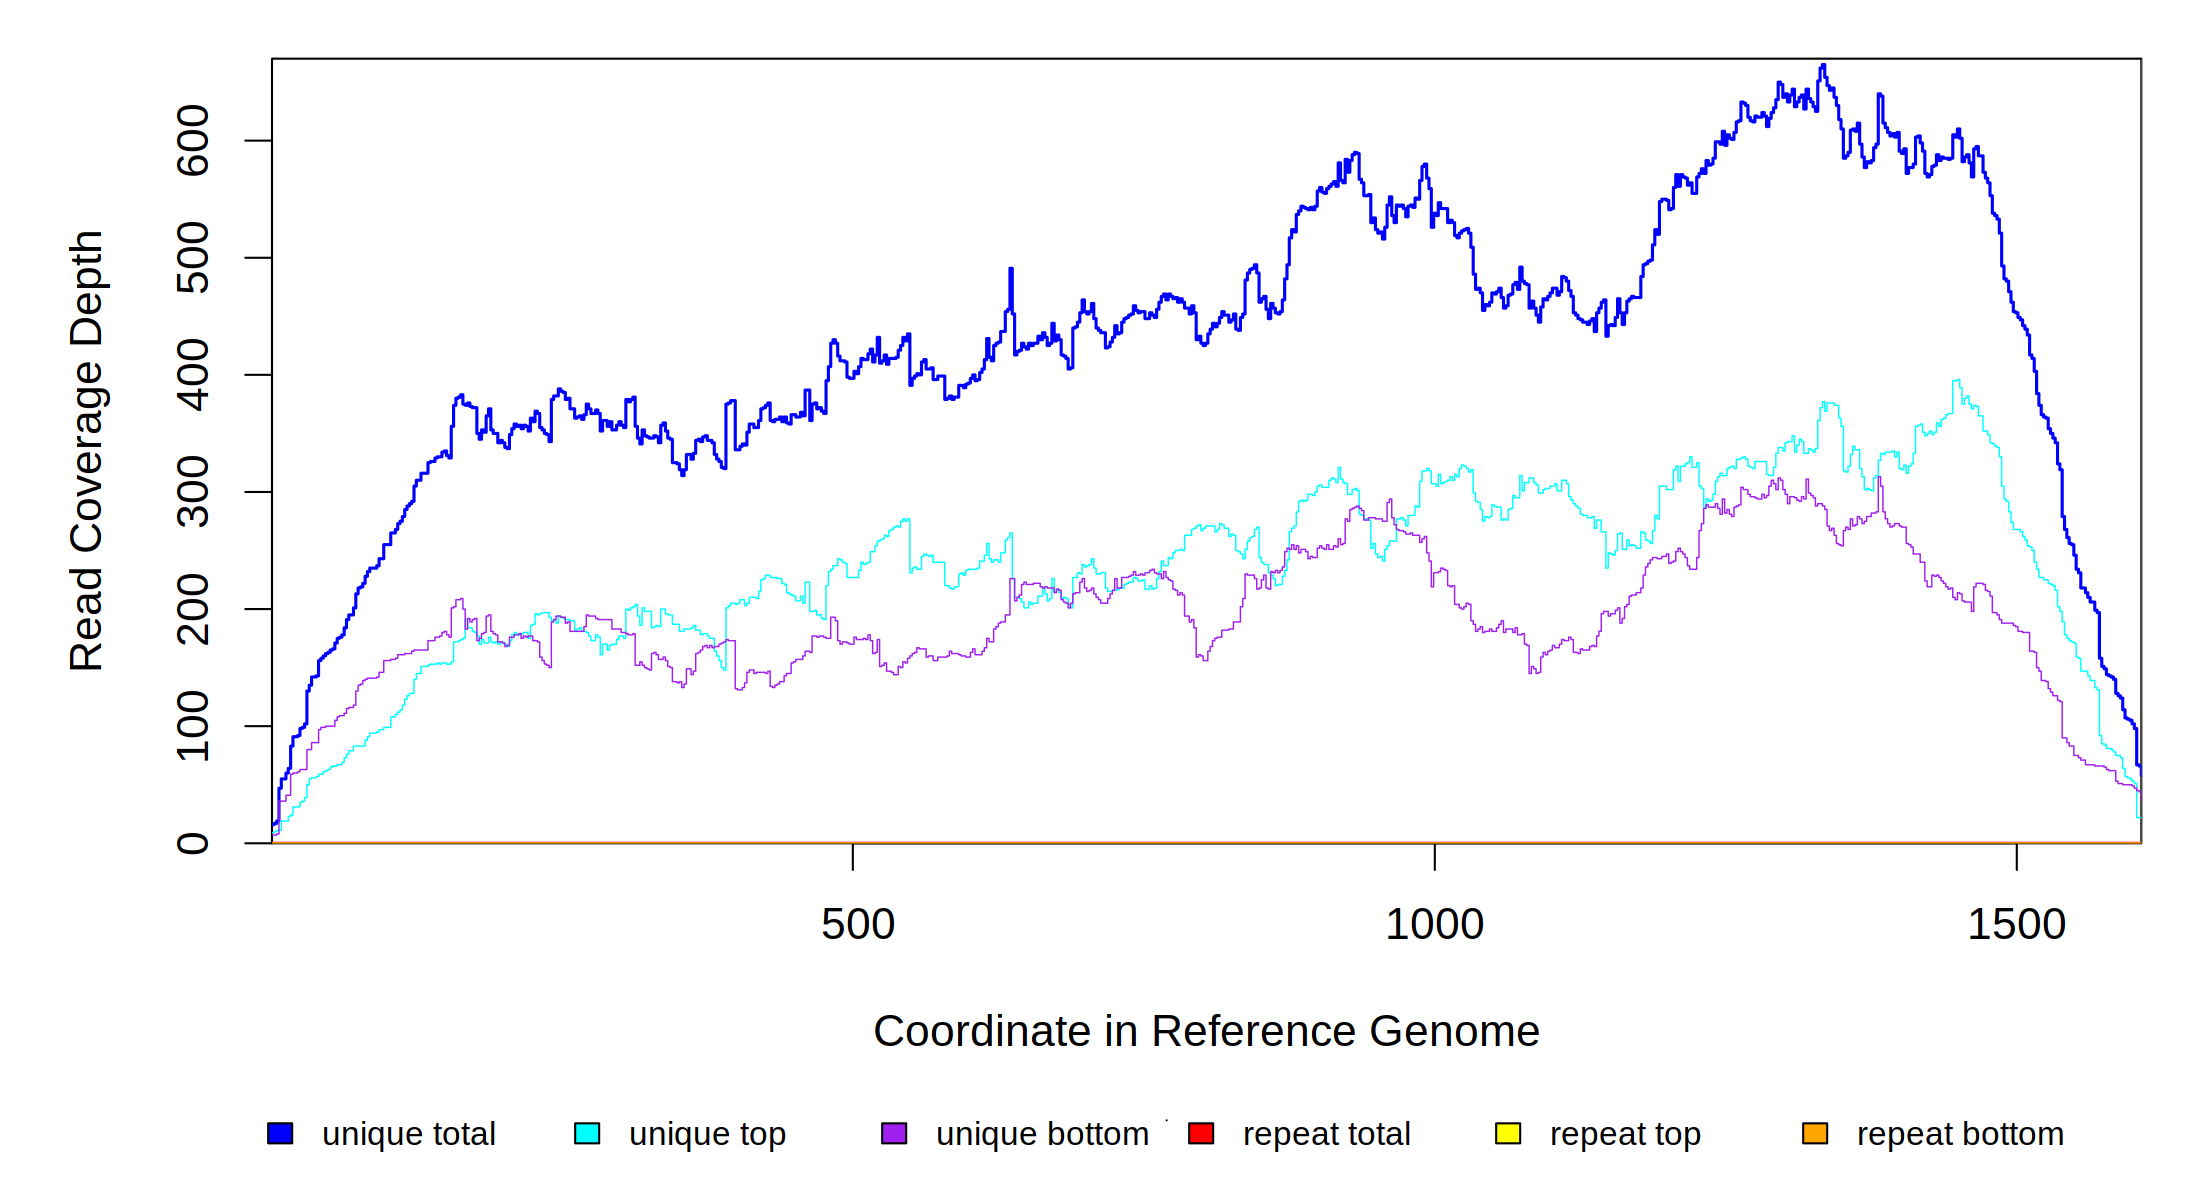 Read Coverage Depth
600
500
400
300
200
100
0
500 1000 1500
Coordinate in Reference Genome
unique total unique top unique bottom repeat total repeat top repeat bottom